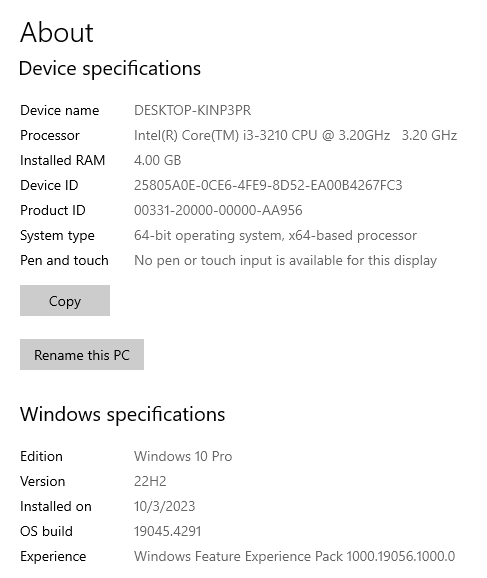 About
Device specifications
Device name DESKTOP-KINP3PR
Processor Intel(R) Core(TM) i3-3210 CPU @ 3.20GHz 3.20 GHz
Installed RAM 4.00 GB
Device ID 25805A0E-0CE6-4FE9-8D52-EA00B4267FC3
Product ID 00331-20000-00000-AA956
System type 64-bit operating system, x64-based processor
Pen and touch No pen or touch input is available for this display
Copy
Rename this PC
Windows specifications
Edition Windows 10 Pro
Version 22H2
Installed on 10/3/2023
OS build 19045.4291
Experience Windows Feature Experience Pack 1000.19056.1000.0